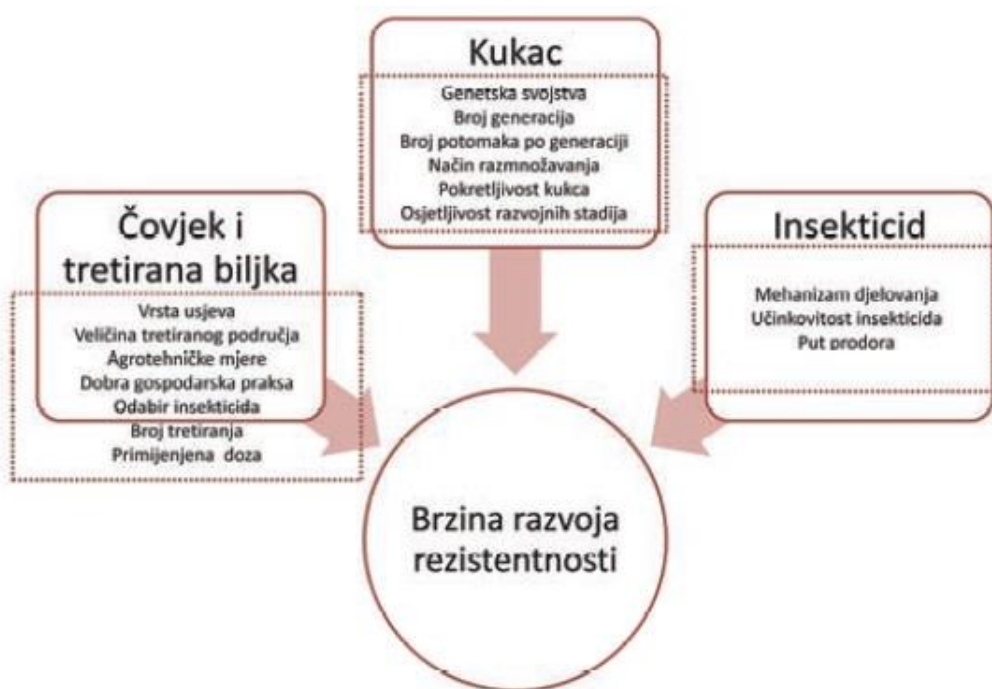 Kukac
Genetska svojstva
Broj generacija
Broj potomaka po generaciji
Način razmnožavanja
Pokretljivost kukca
Osjetljivost razvojnih stadija
Čovjek i
tretirana biljka
Vrsta usjeva
Veličina tretiranog područja
Agrotehničke mjere
Dobra gospodarska praksa
Odabir insekticida
Broj tretiranja
Primijenjena doza
Insekticid
Mehanizam djelovanja
Učinkovitost insekticida
Put prodora
Brzina razvoja
rezistentnosti